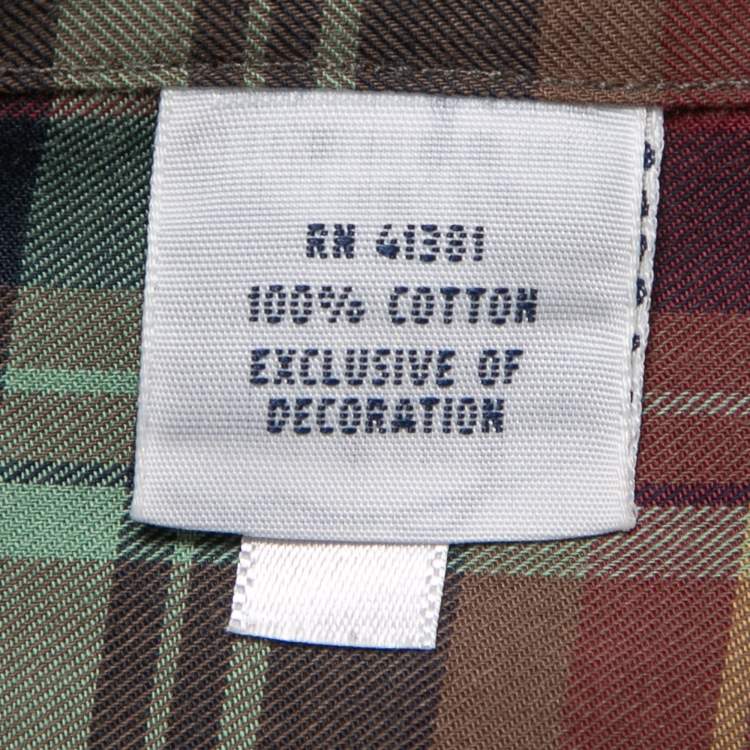 RN 41381
100% COTTON
EXCLUSIVE OF
DECORATION